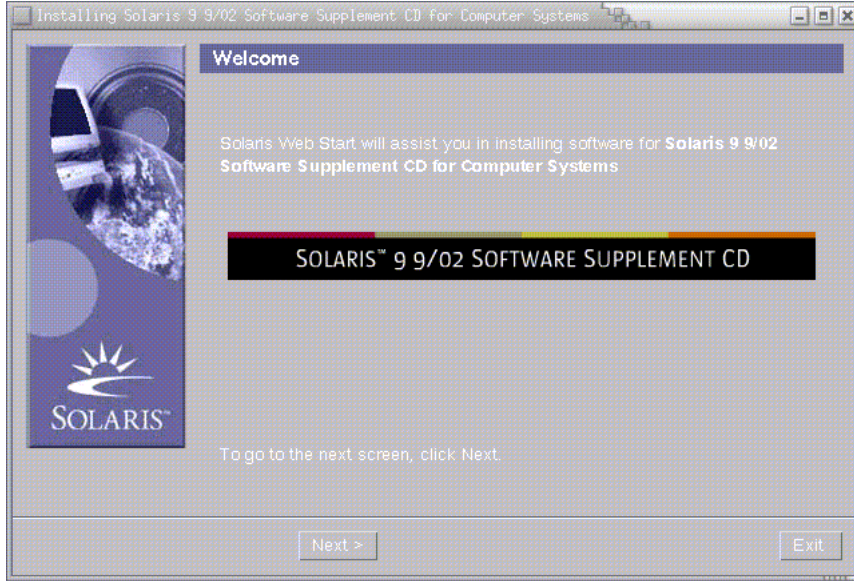 Installing Solaris 9 9/02 Software Supplement CD for Computer Systems
Welcome
Solaris Web Start will assist you in installing software for Solaris 9 9/02
Software Supplement CD for Computer Systems
SOLARIS™ 9 9/02 SOFTWARE SUPPLEMENT CD
SOLARIS™
To go to the next screen, click Next.
Next >
Exit